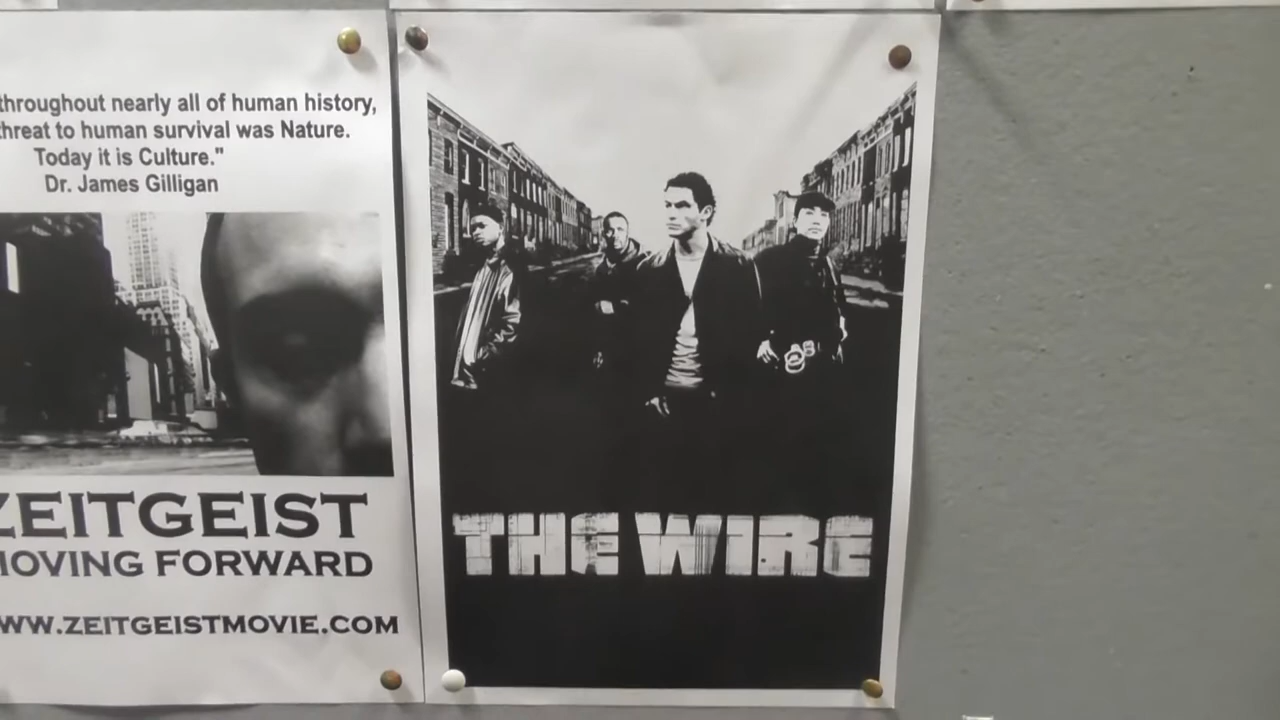 throughout nearly all of human history,
threat to human survival was Nature.
Today it is Culture."
Dr. James Gilligan
ZEITGEIST
MOVING FORWARD
WWW.ZEITGEISTMOVIE.COM
THE WIRE